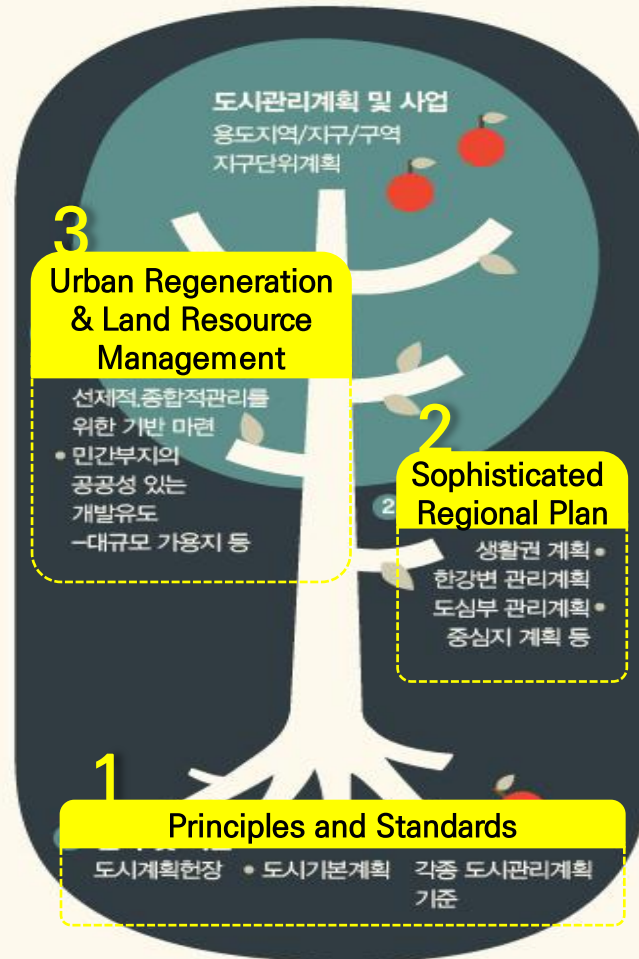 도시관리계획 및 사업
용도지역/지구/구역
지구단위계획
3
Urban Regeneration
& Land Resource
Management
선제적,종합적관리를
위한 기반 마련
• 민간부지의
공공성 있는
개발유도
-대규모 가용지 등
2
2
Sophisticated
Regional Plan
생활권 계획 •
한강변 관리계획
도심부 관리계획 •
중심지 계획 등
1
Principles and Standards
도시계획헌장 • 도시기본계획 각종 도시관리계획
기준